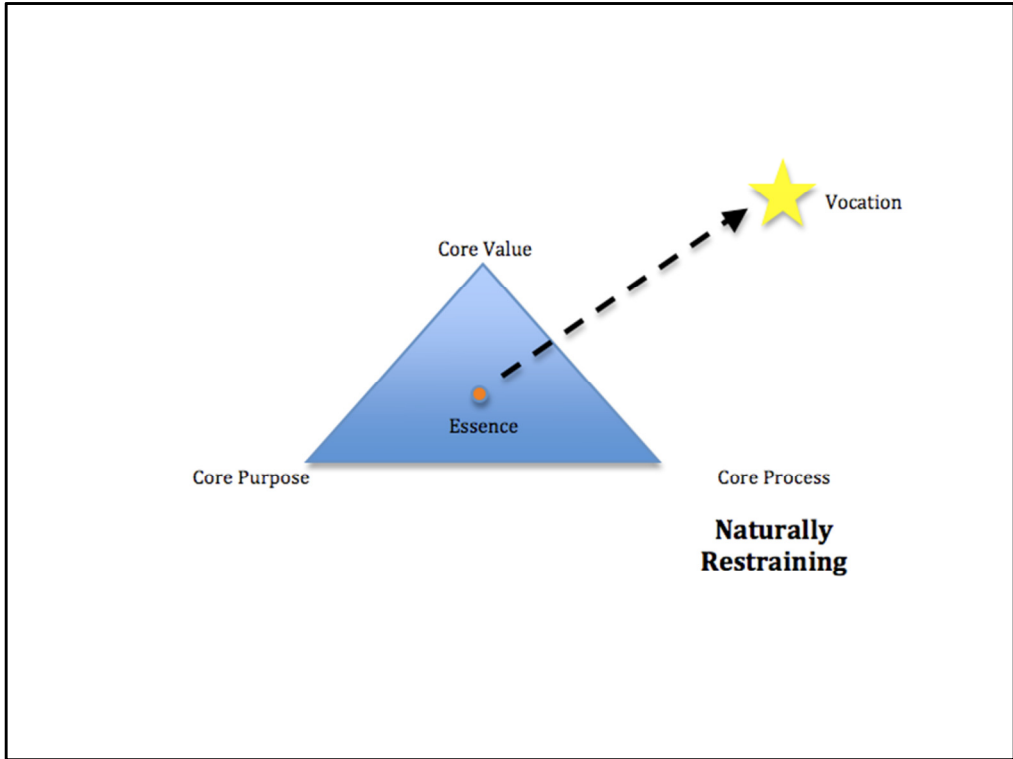 Vocation
Core Value
Essence
Core Purpose
Core Process
Naturally
Restraining